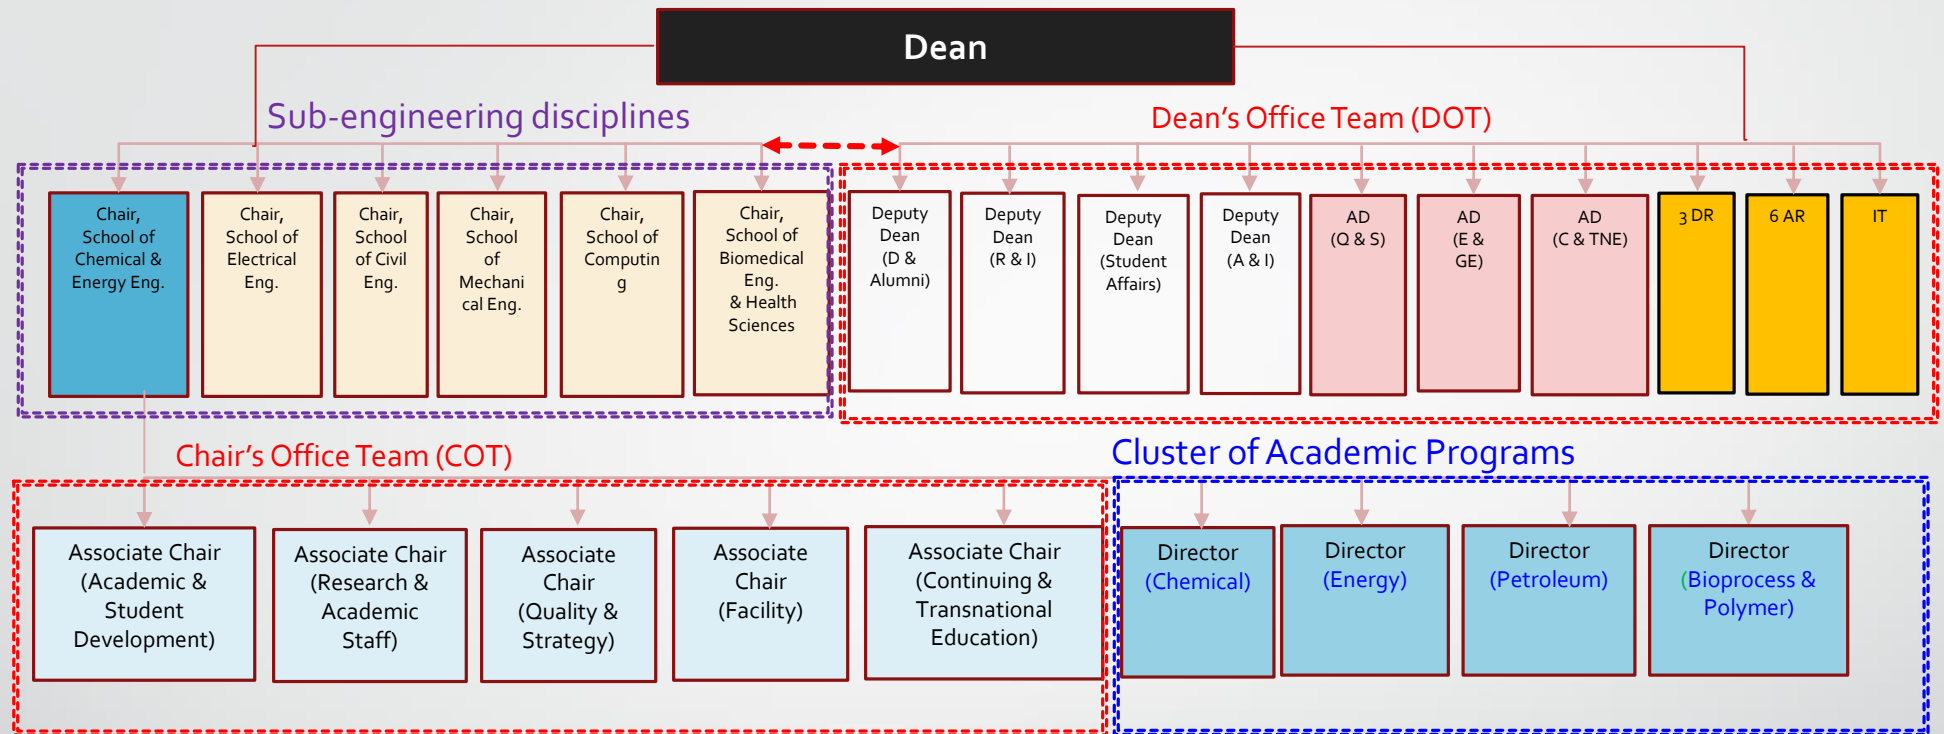 Dean
Sub-engineering disciplines
Dean's Office Team (DOT)
Chair,
School of
Chemical &
Energy Eng.
Chair,
School of
Electrical
Eng.
Chair,
School
of Civil
Eng.
Chair,
School
of
Mechani
cal Eng.
Chair,
School of
Computin
g
Chair,
School of
Biomedical
Eng.
& Health
Sciences
Deputy
Dean
(D &
Alumni)
Deputy
Dean
(R & I)
Deputy
Dean
(Student
Affairs)
Deputy
Dean
(A & I)
AD
(Q & S)
AD
(E &
GE)
AD
(C & TNE)
3 DR
6 AR
IT
Chair's Office Team (COT)
Cluster of Academic Programs
Associate Chair
(Academic &
Student
Development)
Associate Chair
(Research &
Academic
Staff)
Associate
Chair
(Quality &
Strategy)
Associate
Chair
(Facility)
Associate Chair
(Continuing &
Transnational
Education)
Director
(Chemical)
Director
(Energy)
Director
(Petroleum)
Director
(Bioprocess &
Polymer)